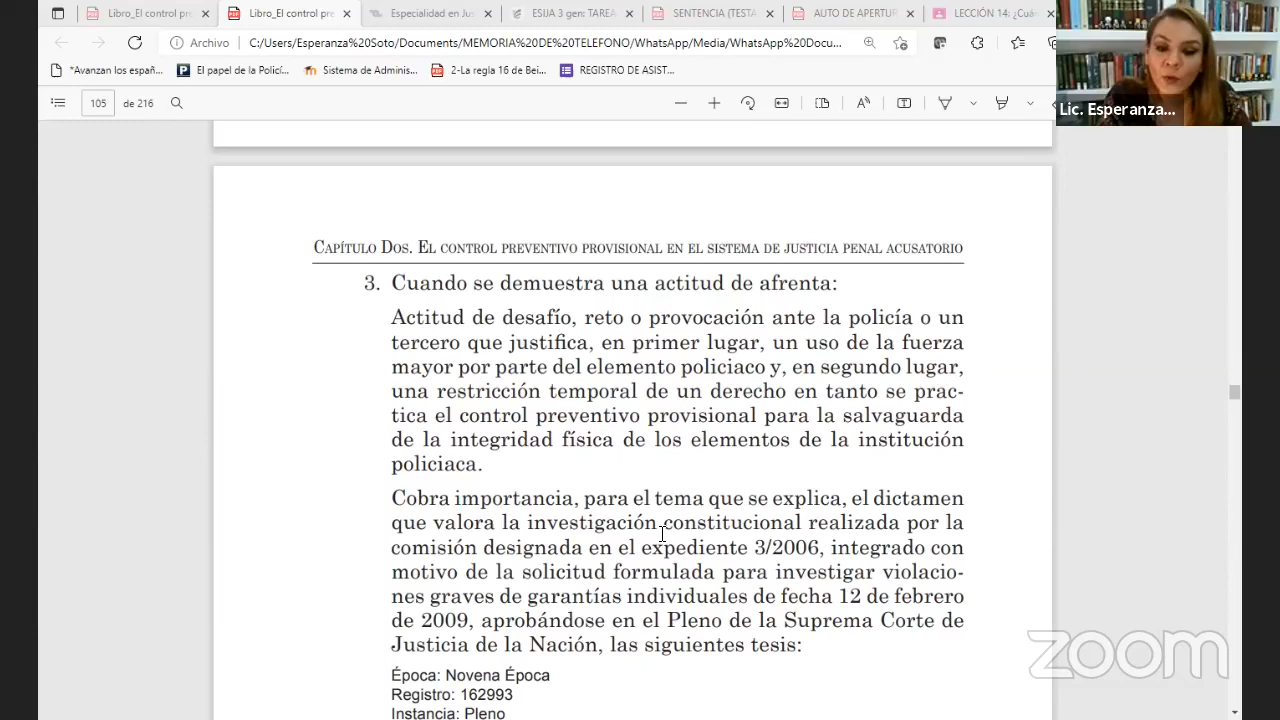 Libro_El control pre
Libro_El control pre
Especialidad en Jus
ESIJA 3 gen: TAREA
SENTENCIA (TESTA
AUTO DE APERTUR
LECCIÓN 14: ¿Cuá
Archivo
C:/Users/Esperanza%20Soto/Documents/MEMORIA%20DE%20TELEFONO/WhatsApp/Media/WhatsApp%20Docu...
*Avanzan los españ...
El papel de la Policí...
Sistema de Adminis...
2-La regla 16 de Bei...
REGISTRO DE ASIST...
105 de 216
Lic. Esperanza...
Capítulo Dos. El control preventivo provisional en el sistema de justicia penal acusatorio
3. Cuando se demuestra una actitud de afrenta:
Actitud de desafío, reto o provocación ante la policía o un
tercero que justifica, en primer lugar, un uso de la fuerza
mayor por parte del elemento policiaco y, en segundo lugar,
una restricción temporal de un derecho en tanto se prac-
tica el control preventivo provisional para la salvaguarda
de la integridad física de los elementos de la institución
policiaca.
Cobra importancia, para el tema que se explica, el dictamen
que valora la investigación constitucional realizada por la
comisión designada en el expediente 3/2006, integrado con
motivo de la solicitud formulada para investigar violacio-
nes graves de garantías individuales de fecha 12 de febrero
de 2009, aprobándose en el Pleno de la Suprema Corte de
Justicia de la Nación, las siguientes tesis:
Época: Novena Época
Registro: 162993
Instancia: Pleno
zoom